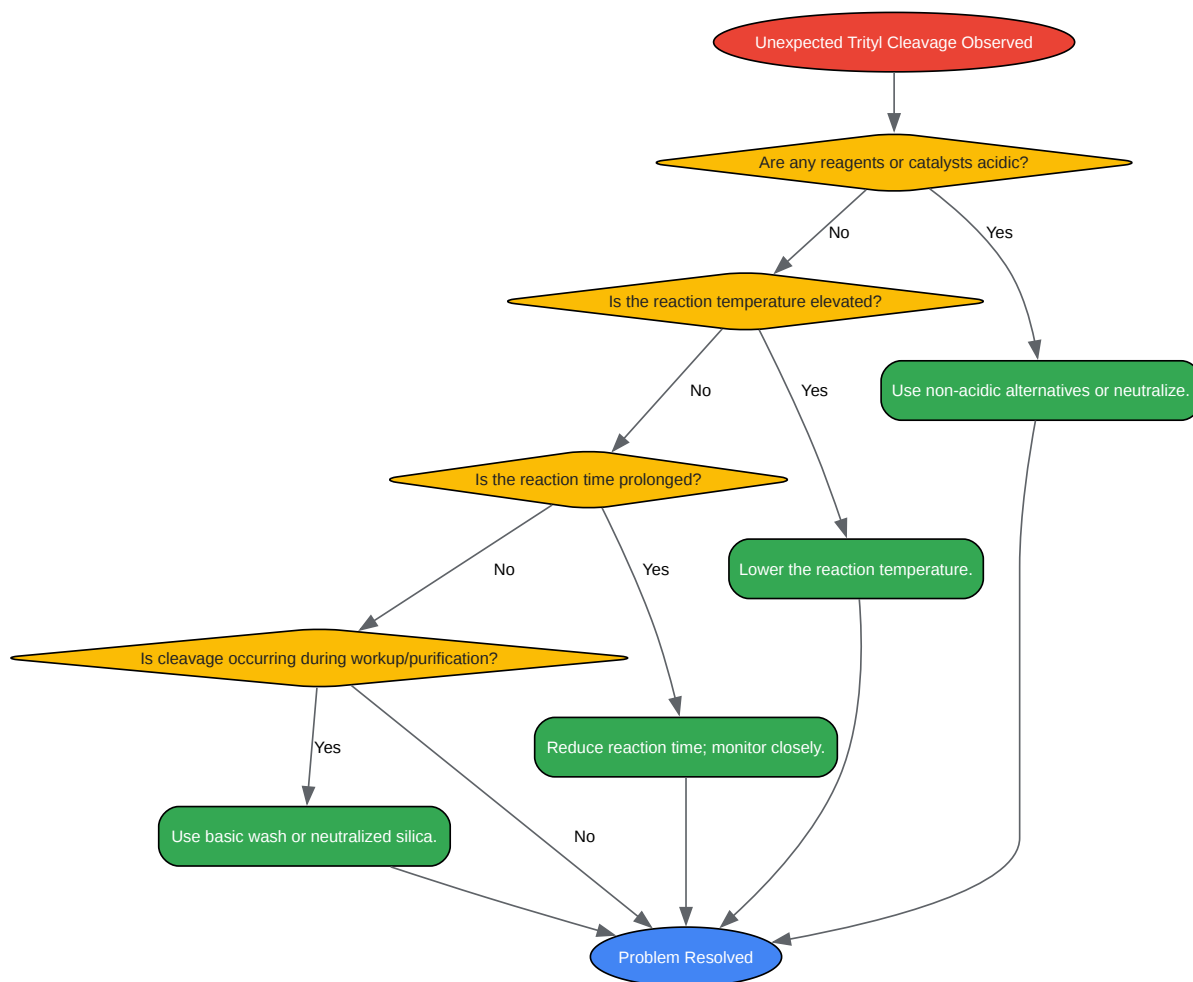 Unexpected Trityl Cleavage Observed
Are any reagents or catalysts acidic?
No
Yes
Is the reaction temperature elevated?
No
Yes
Use non-acidic alternatives or neutralize.
Is the reaction time prolonged?
No
Yes
Lower the reaction temperature.
Is cleavage occurring during workup/purification?
Yes
No
Reduce reaction time; monitor closely.
Use basic wash or neutralized silica.
Problem Resolved